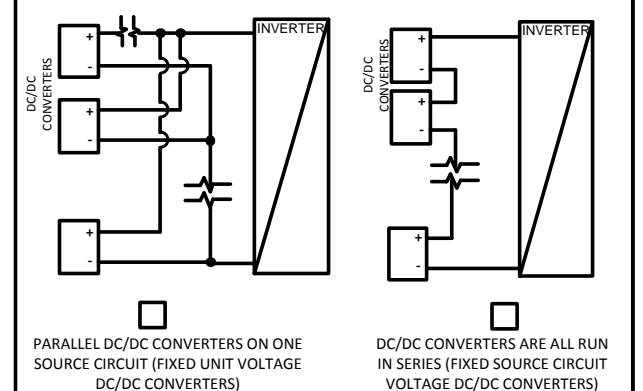 INVERTER
DC/DC
CONVERTERS
+
-
+
-
+
-
PARALLEL DC/DC CONVERTERS ON ONE
SOURCE CIRCUIT (FIXED UNIT VOLTAGE
DC/DC CONVERTERS)
INVERTER
DC/DC
CONVERTERS
+
-
+
-
+
-
DC/DC CONVERTERS ARE ALL RUN
IN SERIES (FIXED SOURCE CIRCUIT
VOLTAGE DC/DC CONVERTERS)